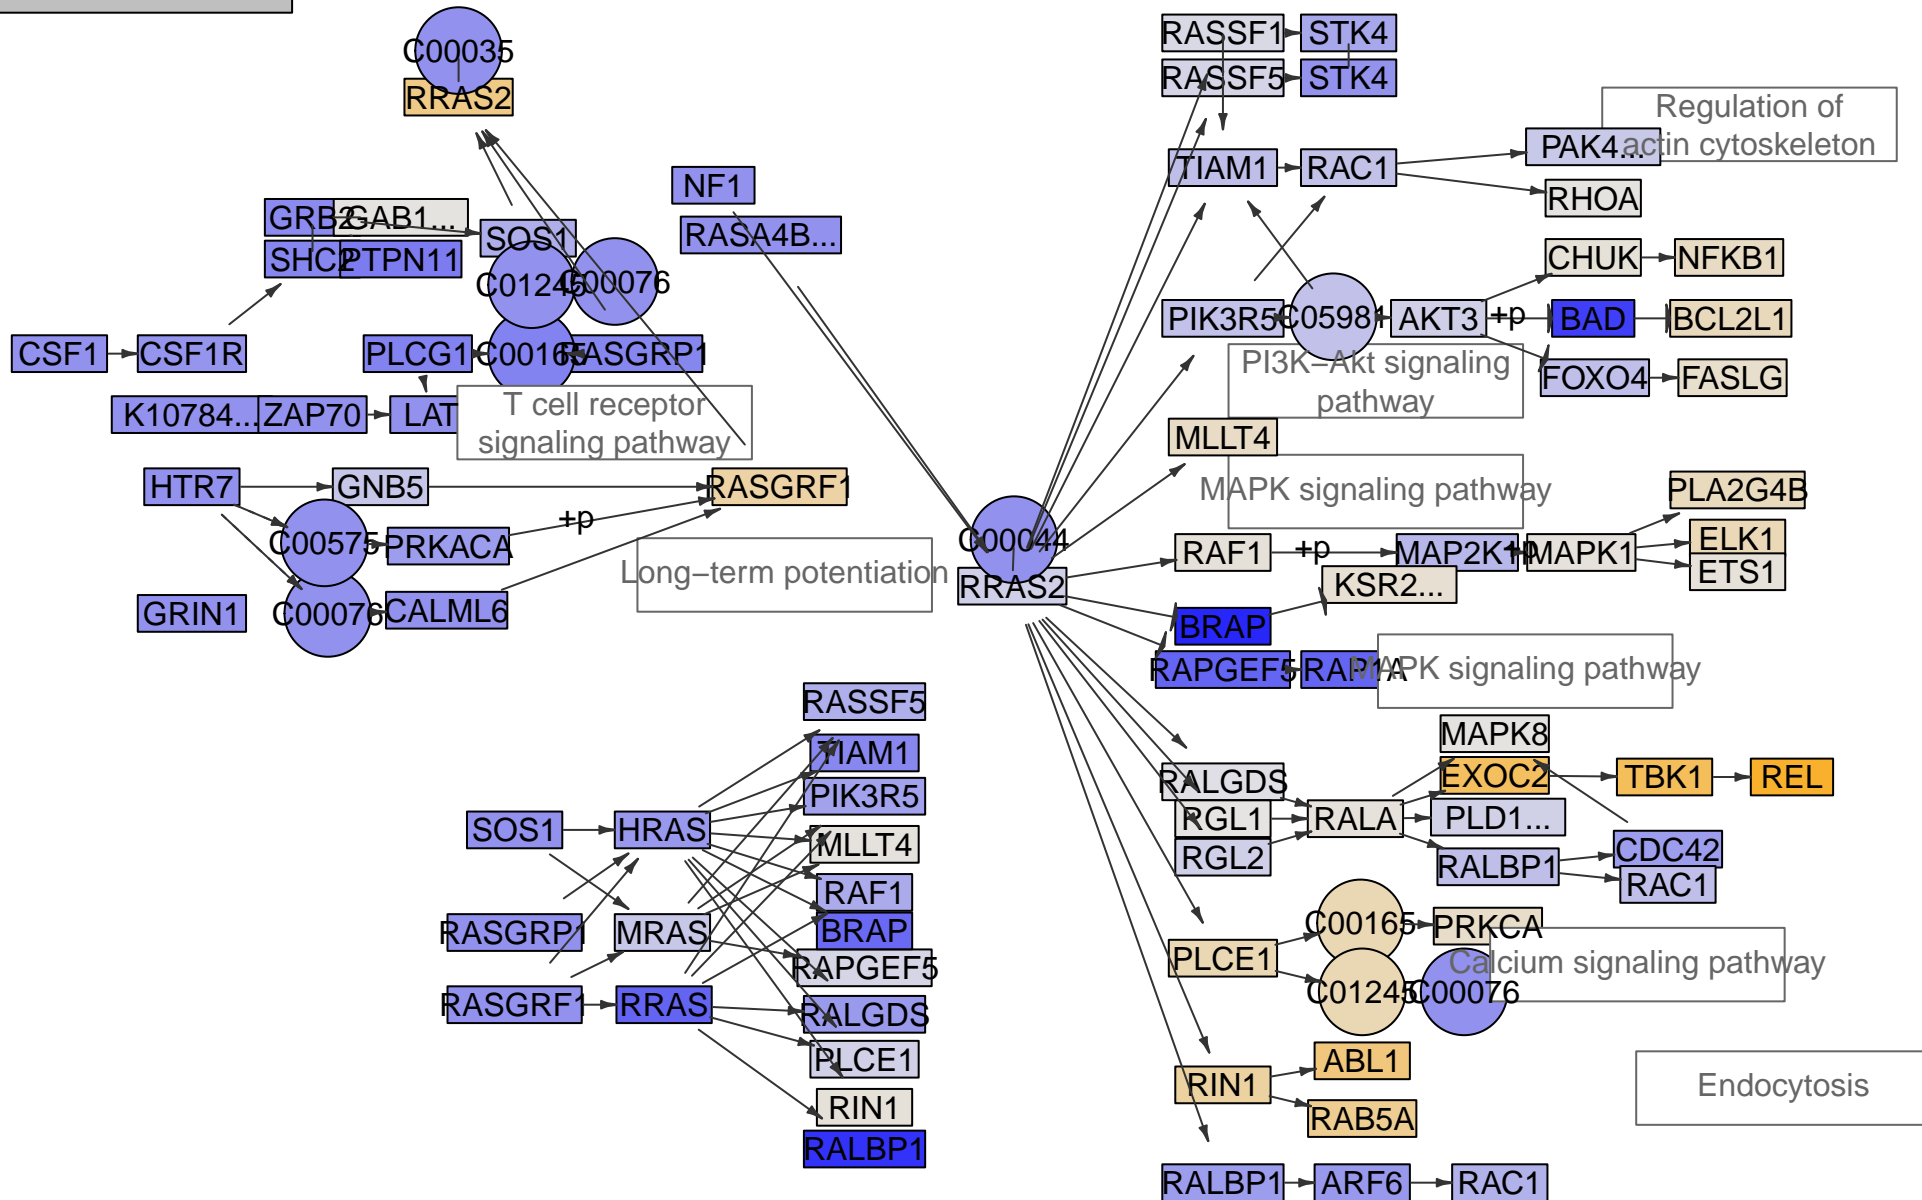 C00035
RRAS2
NF1
RASA4B...
GRB2
GAB1...
SOS1
SHC2
PTPN11
C01245
C00076
CSF1
CSF1R
PLCG1
C00165
RASGRP1
K10784...
ZAP70
LAT
T cell receptor
signaling pathway
HTR7
GNB5
RASGRF1
+p
C00575
PRKACA
Long−term potentiation
GRIN1
C00076
CALML6
C00044
RRAS2
RASSF1
STK4
RASSF5
STK4
Regulation of
actin cytoskeleton
PAK4...
TIAM1
RAC1
RHOA
CHUK
NFKB1
PIK3R5
C05981
AKT3
+p
BAD
BCL2L1
PI3K−Akt signaling
pathway
FOXO4
FASLG
MLLT4
MAPK signaling pathway
PLA2G4B
RAF1
+p
MAP2K1
+p
MAPK1
ELK1
ETS1
KSR2...
BRAP
RAPGEF5
RAP1A
MAPK signaling pathway
MAPK8
RALGDS
EXOC2
TBK1
REL
RGL1
RALA
PLD1...
RGL2
RALBP1
CDC42
RAC1
C00165
PRKCA
PLCE1
Calcium signaling pathway
C01245
C00076
ABL1
RIN1
RAB5A
Endocytosis
RALBP1
ARF6
RAC1
RASSF5
TIAM1
PIK3R5
SOS1
HRAS
MLLT4
RAF1
RASGRP1
MRAS
BRAP
RAPGEF5
RASGRF1
RRAS
RALGDS
PLCE1
RIN1
RALBP1